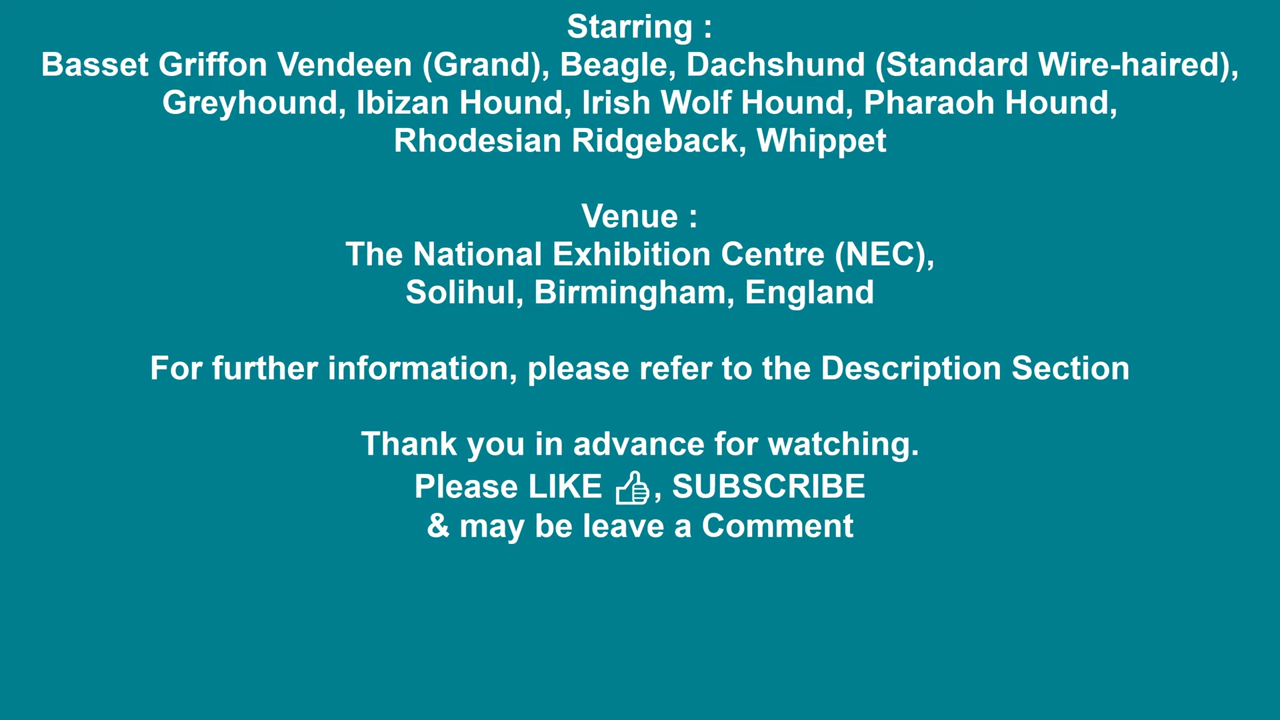 Starring :
Basset Griffon Vendeen (Grand), Beagle, Dachshund (Standard Wire-haired),
Greyhound, Ibizan Hound, Irish Wolf Hound, Pharaoh Hound,
Rhodesian Ridgeback, Whippet
Venue :
The National Exhibition Centre (NEC),
Solihul, Birmingham, England
For further information, please refer to the Description Section
Thank you in advance for watching.
Please LIKE 👍, SUBSCRIBE
& may be leave a Comment